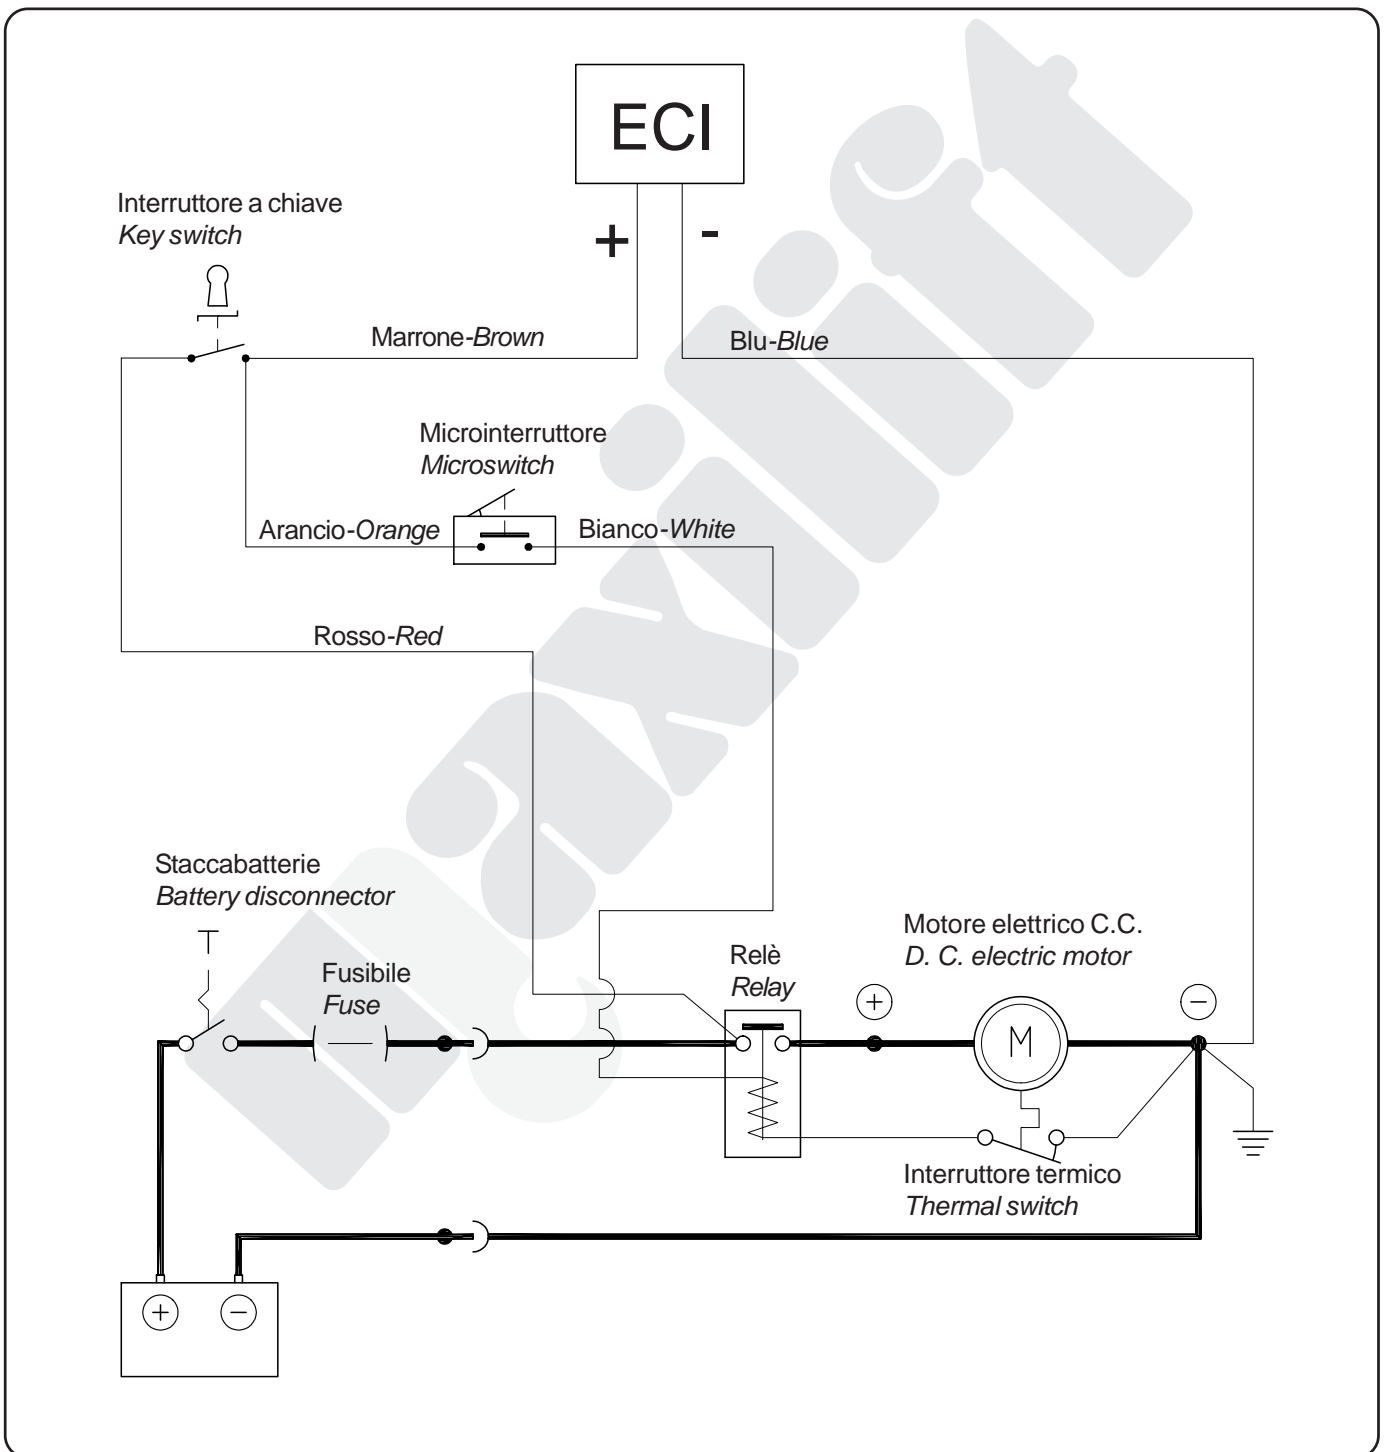 ECI
Interruttore a chiave
Key switch
+ -
Marrone-Brown
Blu-Blue
Microinterruttore
Microswitch
Arancio-Orange
Bianco-White
Rosso-Red
Staccabatterie
Battery disconnector
Fusibile
Fuse
Relè
Relay
Motore elettrico C.C.
D. C. electric motor
+ -
M
Interruttore termico
Thermal switch
+ -
maxilift